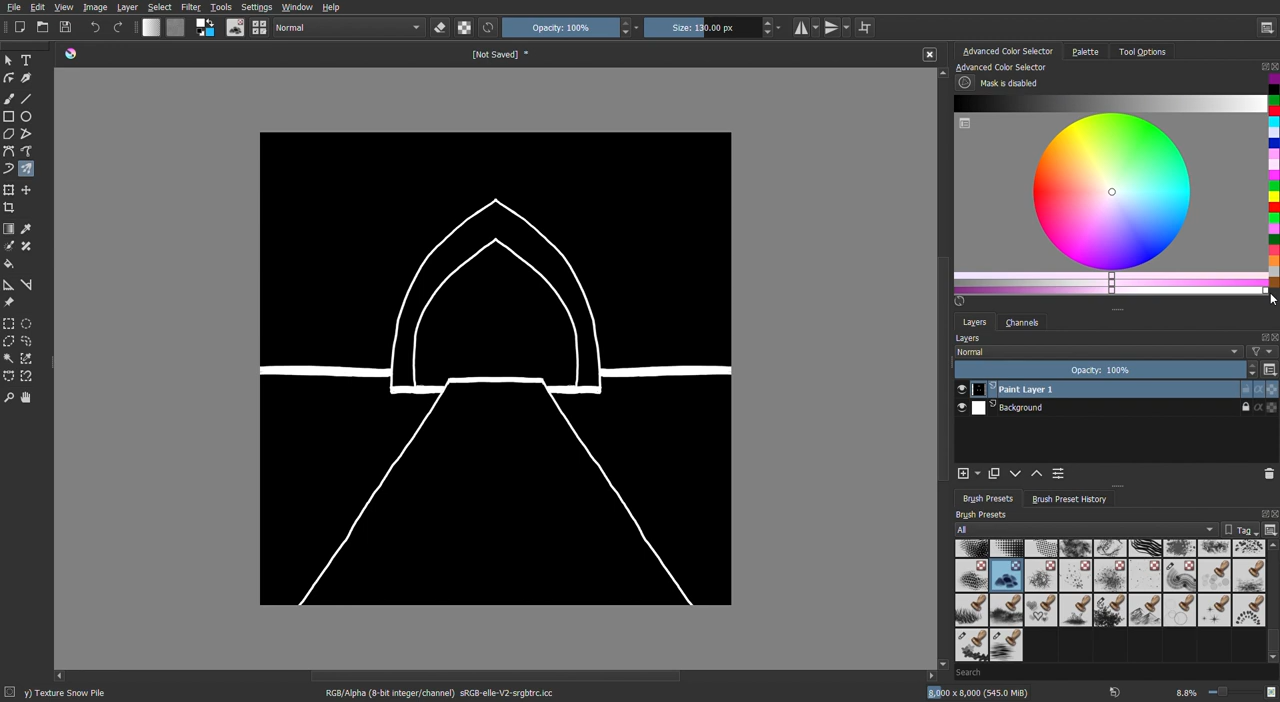 File Edit View Image Layer Select Filter Tools Settings Window Help
Normal Opacity: 100% Size: 130.00 px
[Not Saved] *
Advanced Color Selector Palette Tool Options
Advanced Color Selector
Mask is disabled
Layers Channels
Layers
Normal
Opacity: 100%
Paint Layer 1
Background
Brush Presets Brush Preset History
Brush Presets
All Tag
Search
y) Texture Snow Pile RGB/Alpha (8-bit integer/channel) sRGB-elle-V2-srgbtrc.icc 8,000 x 8,000 (545.0 MiB) 8.8%